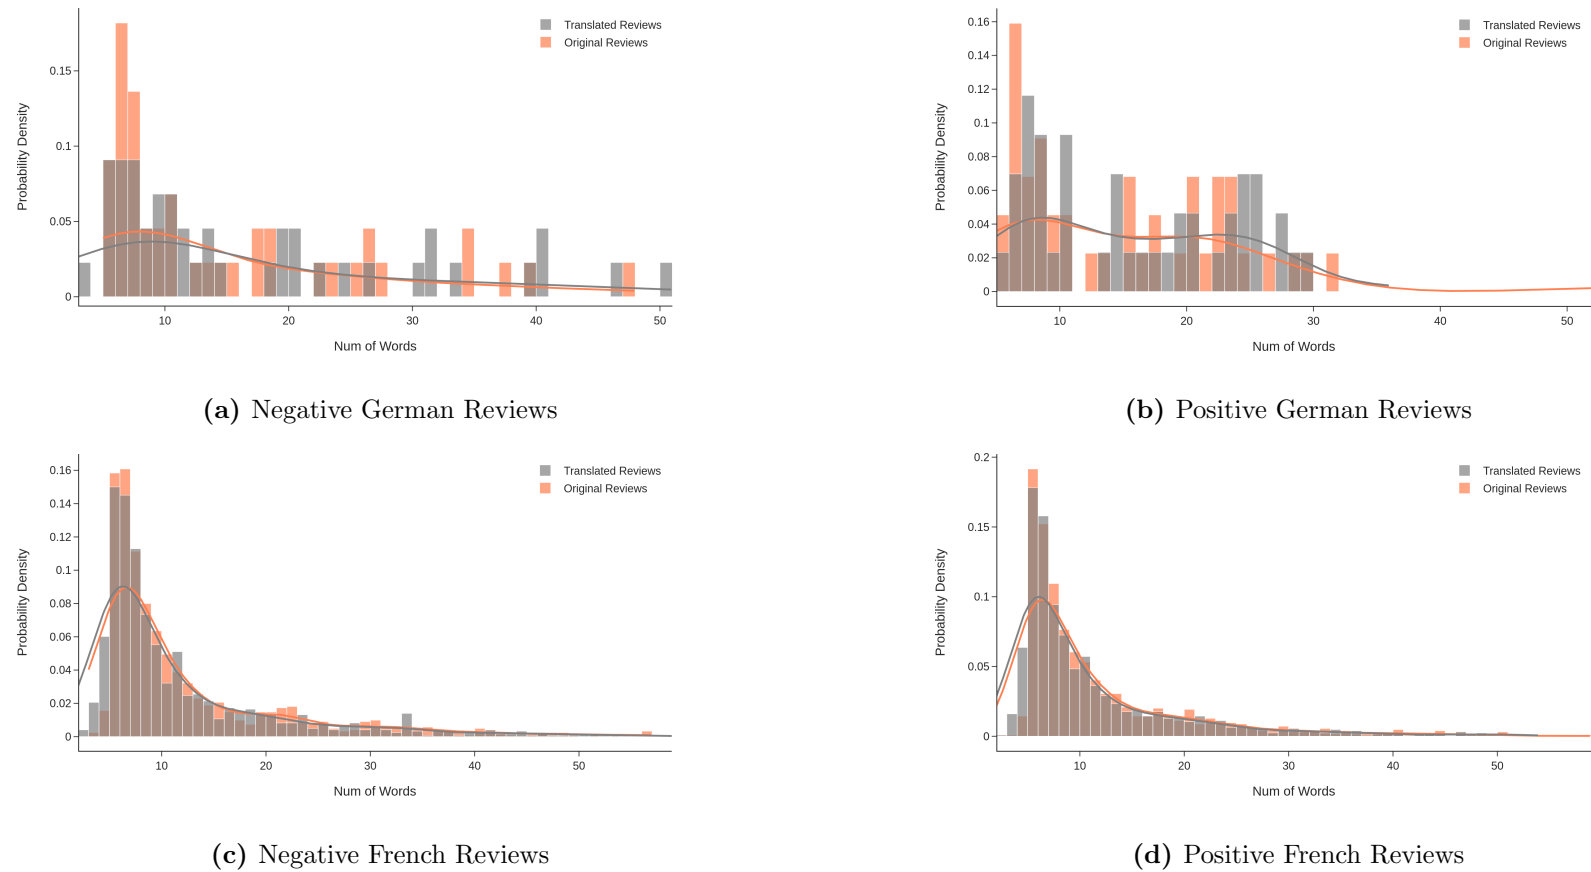 Translated Reviews
Original Reviews
0.15
0.1
0.05
0
Probability Density
10 20 30 40 50
Num of Words
(a) Negative German Reviews
Translated Reviews
Original Reviews
0.16
0.14
0.12
0.1
0.08
0.06
0.04
0.02
0
Probability Density
10 20 30 40 50
Num of Words
(b) Positive German Reviews
Translated Reviews
Original Reviews
0.16
0.14
0.12
0.1
0.08
0.06
0.04
0.02
0
Probability Density
10 20 30 40 50
Num of Words
(c) Negative French Reviews
Translated Reviews
Original Reviews
0.2
0.15
0.1
0.05
0
Probability Density
10 20 30 40 50
Num of Words
(d) Positive French Reviews